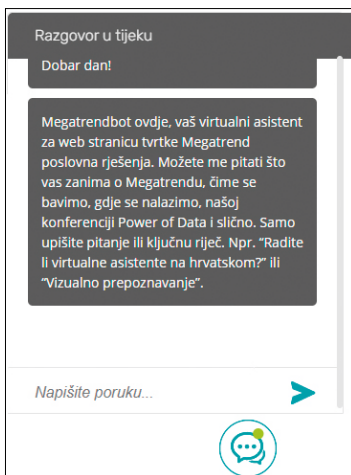 Razgovor u tijeku
Dobar dan!
Megatrendbot ovdje, vaš virtualni asistent
za web stranicu tvrtke Megatrend
poslovna rješenja. Možete me pitati što
vas zanima o Megatrendu, čime se
bavimo, gdje se nalazimo, našoj
konferenciji Power of Data i slično. Samo
upišite pitanje ili ključnu riječ. Npr. “Radite
li virtualne asistente na hrvatskom?” ili
“Vizualno prepoznavanje”.
Napišite poruku...